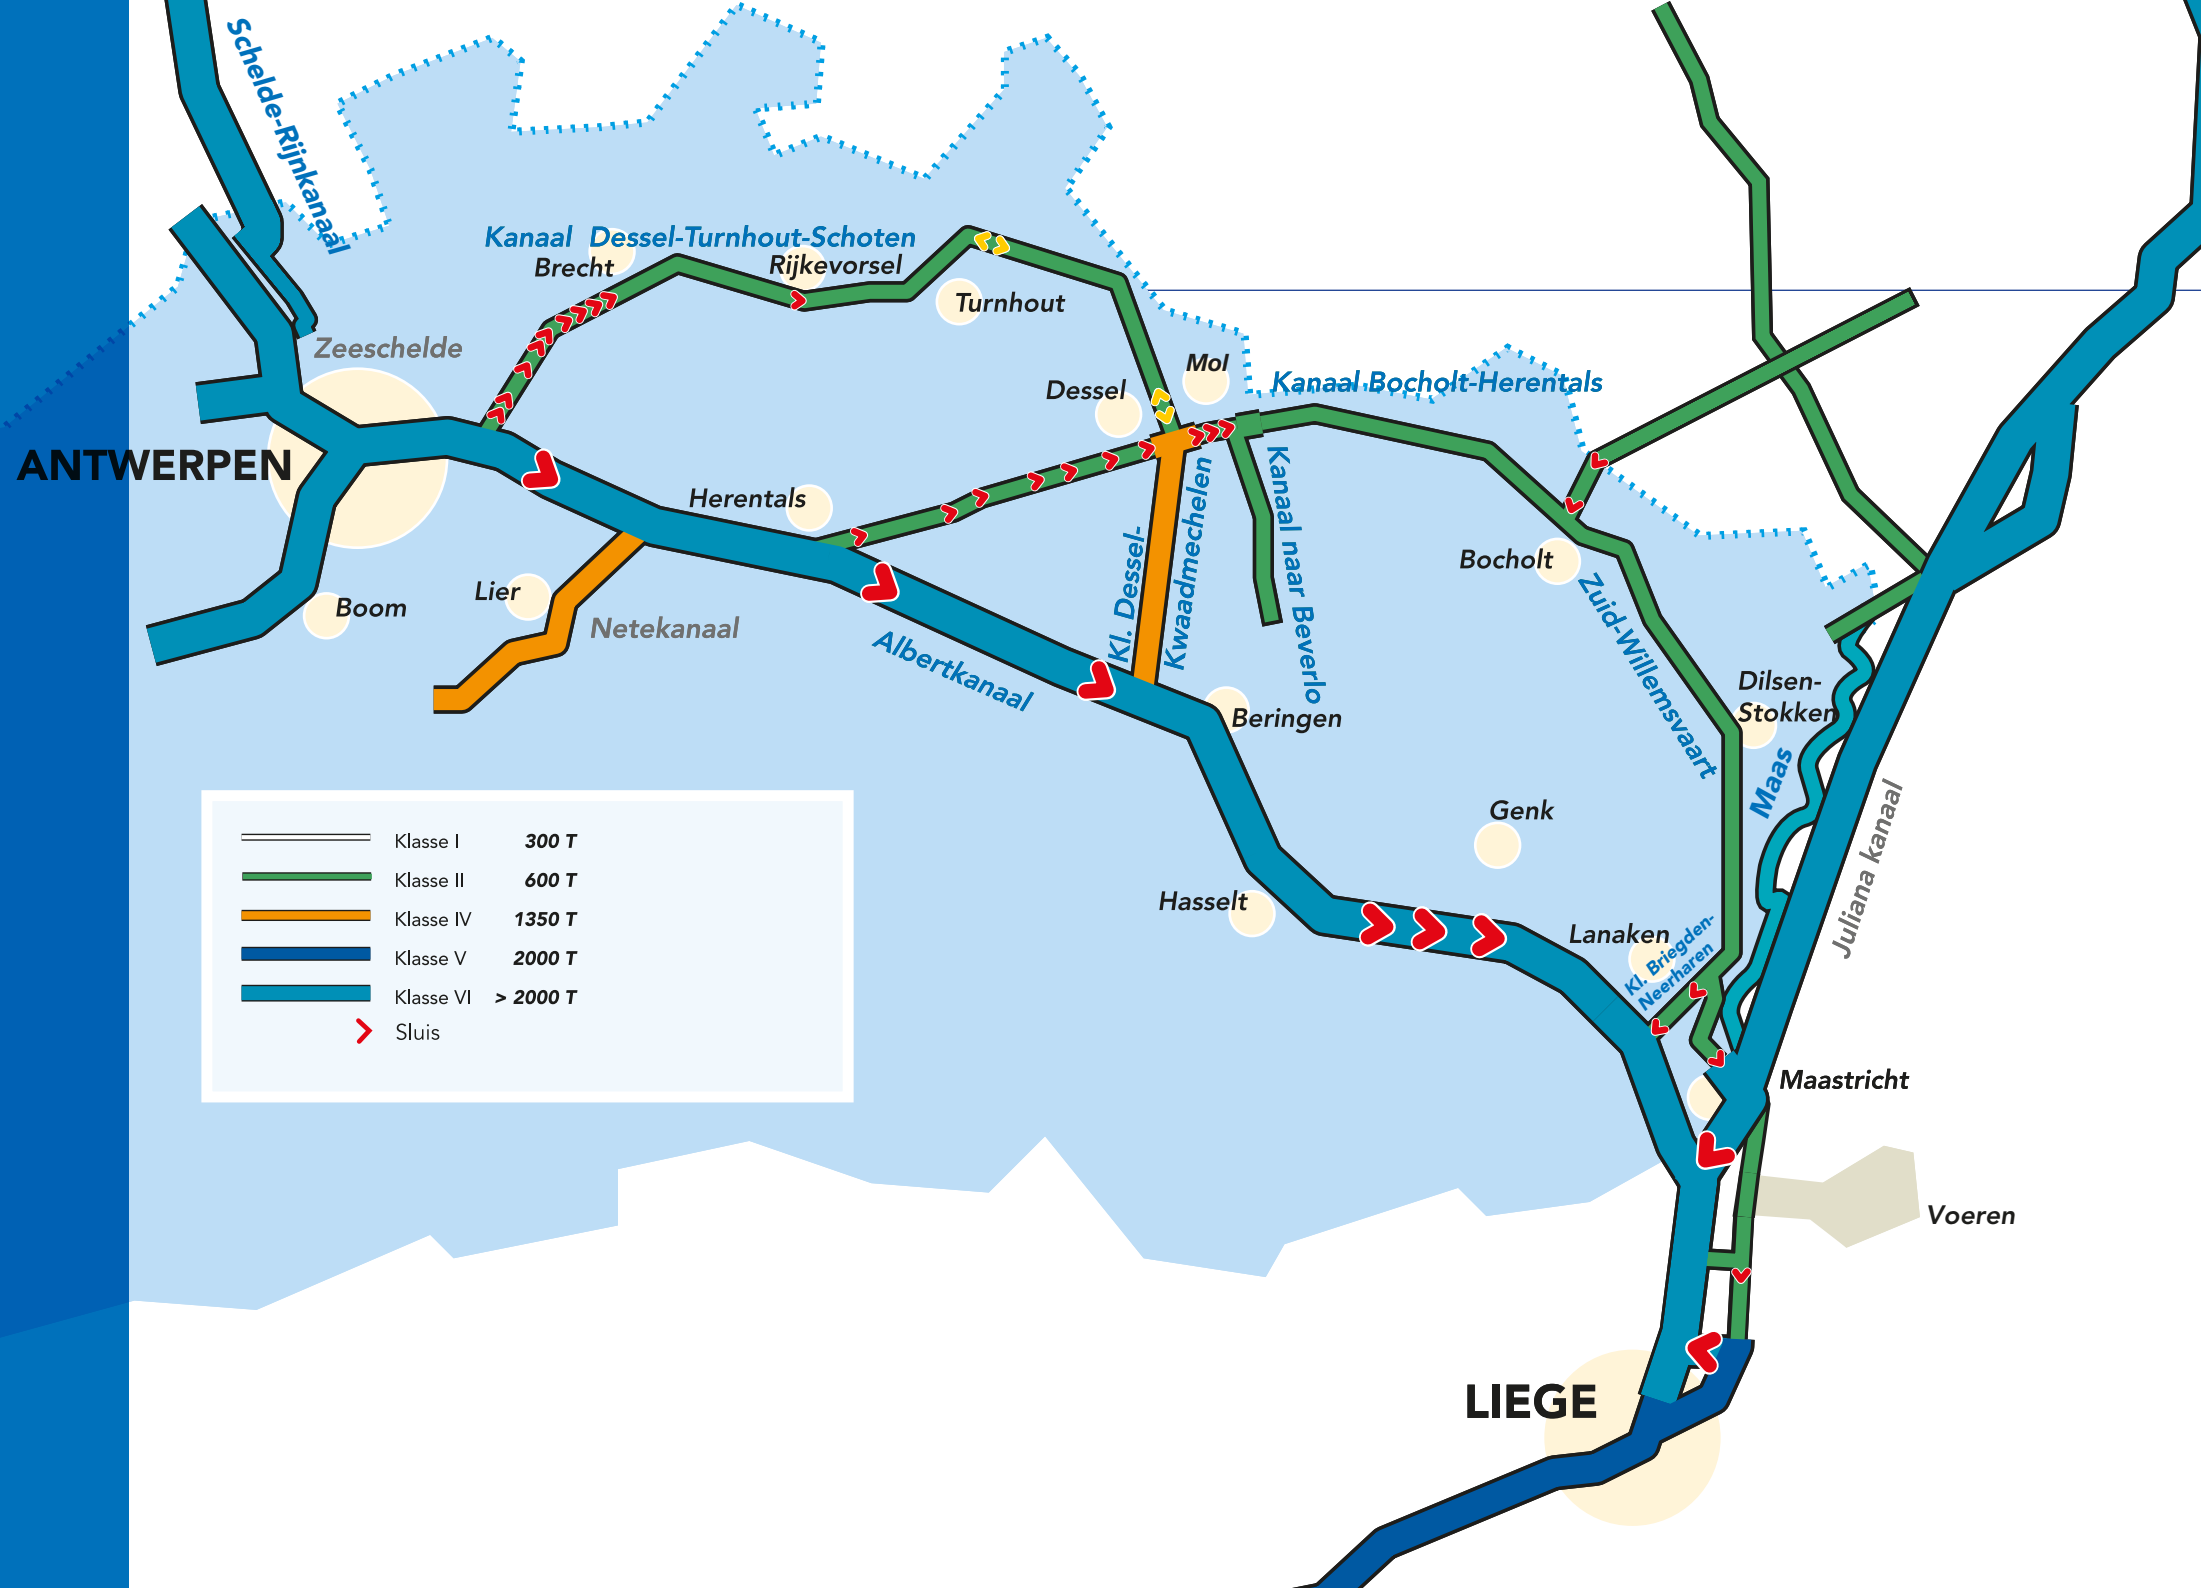 Schelde-Rijnkanaal
Kanaal Dessel-Turnhout-Schoten
Brecht
Rijkevorsel
Turnhout
Zeeschelde
Mol
Dessel
Kanaal Bocholt-Herentals
ANTWERPEN
Herentals
Kl. Dessel-
Kwaadmechelen
Kanaal naar Beverlo
Bocholt
Zuid-Willemsvaart
Lier
Boom
Netekanaal
Albertkanaal
Beringen
Dilsen-
Stokken
Maas
Juliana kanaal
Genk
Hasselt
Lanaken
Kl. Briegden-
Neerharen
Klasse I 300 T
Klasse II 600 T
Klasse IV 1350 T
Klasse V 2000 T
Klasse VI > 2000 T
Sluis
Maastricht
Voeren
LIEGE